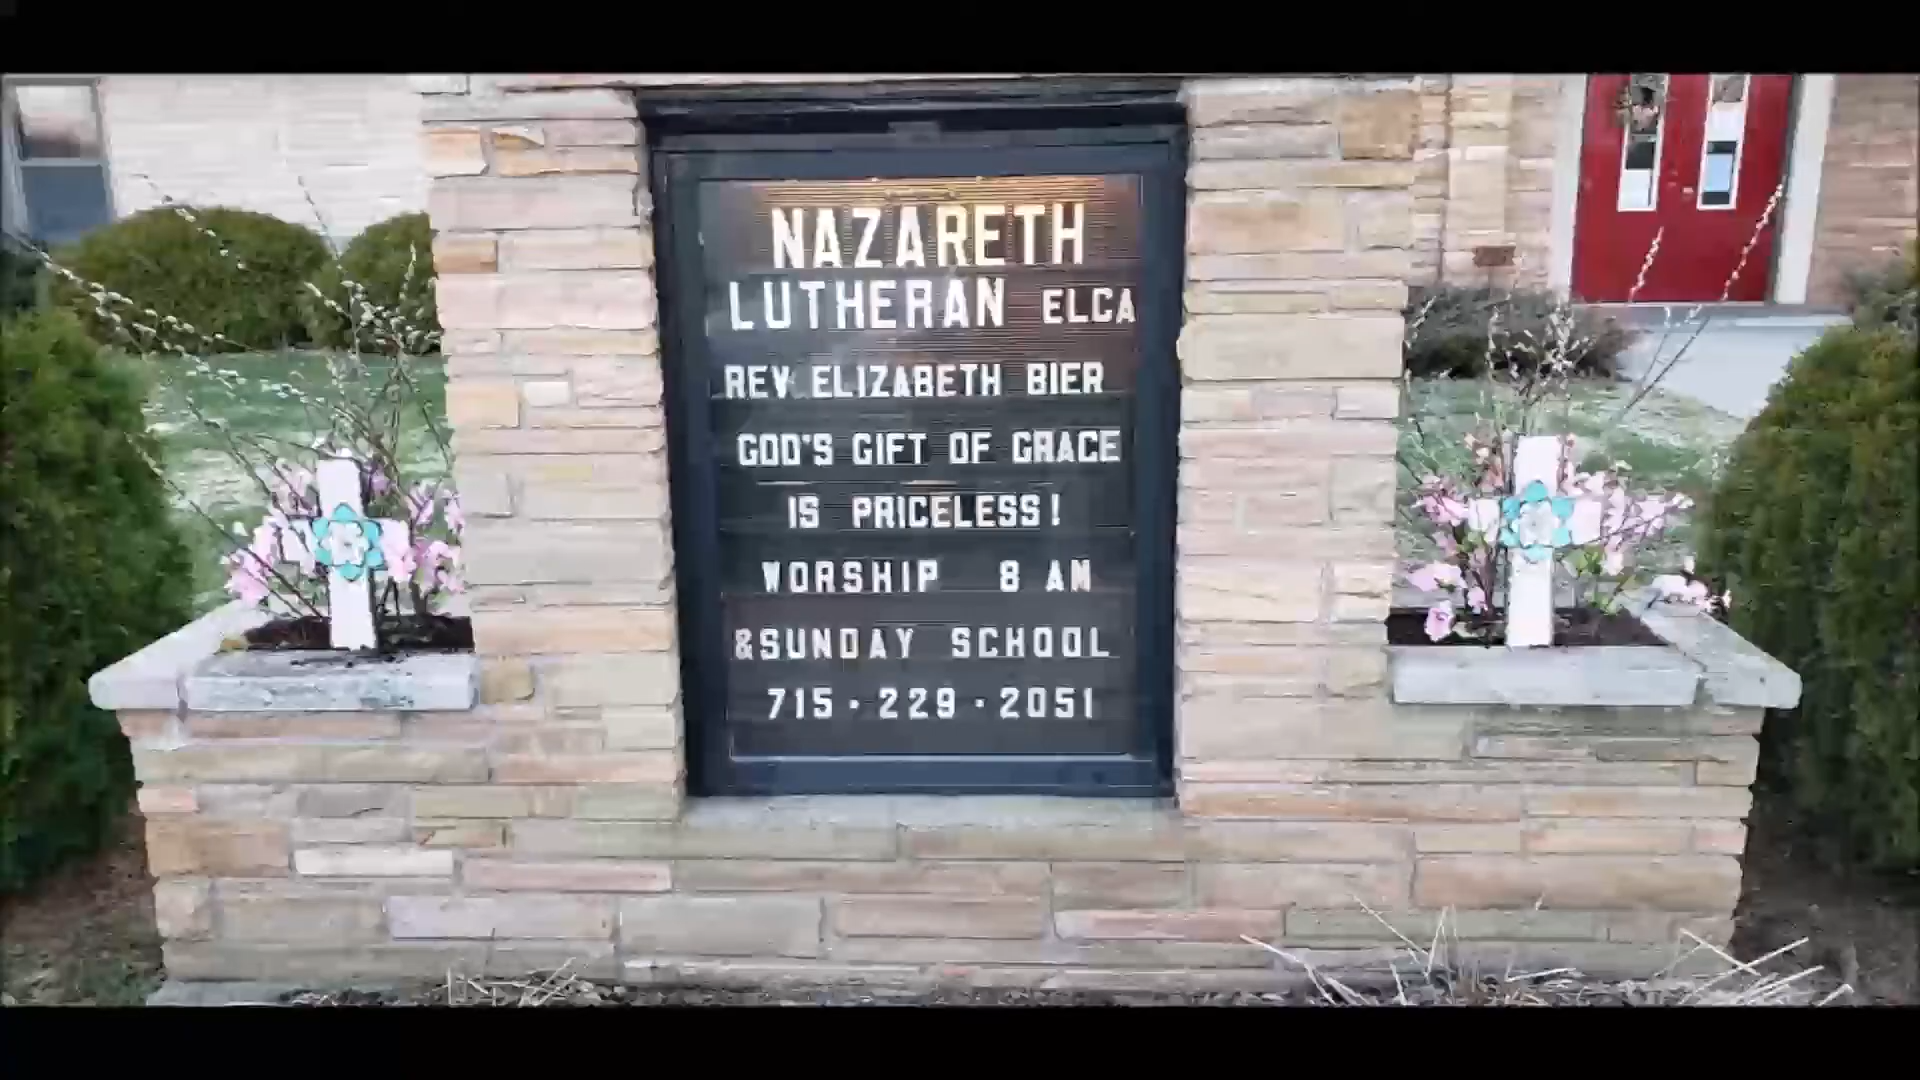 NAZARETH
LUTHERAN ELCA
REV. ELIZABETH BIER
GOD'S GIFT OF GRACE
IS PRICELESS!
WORSHIP 8 AM
&SUNDAY SCHOOL
715·229·2051